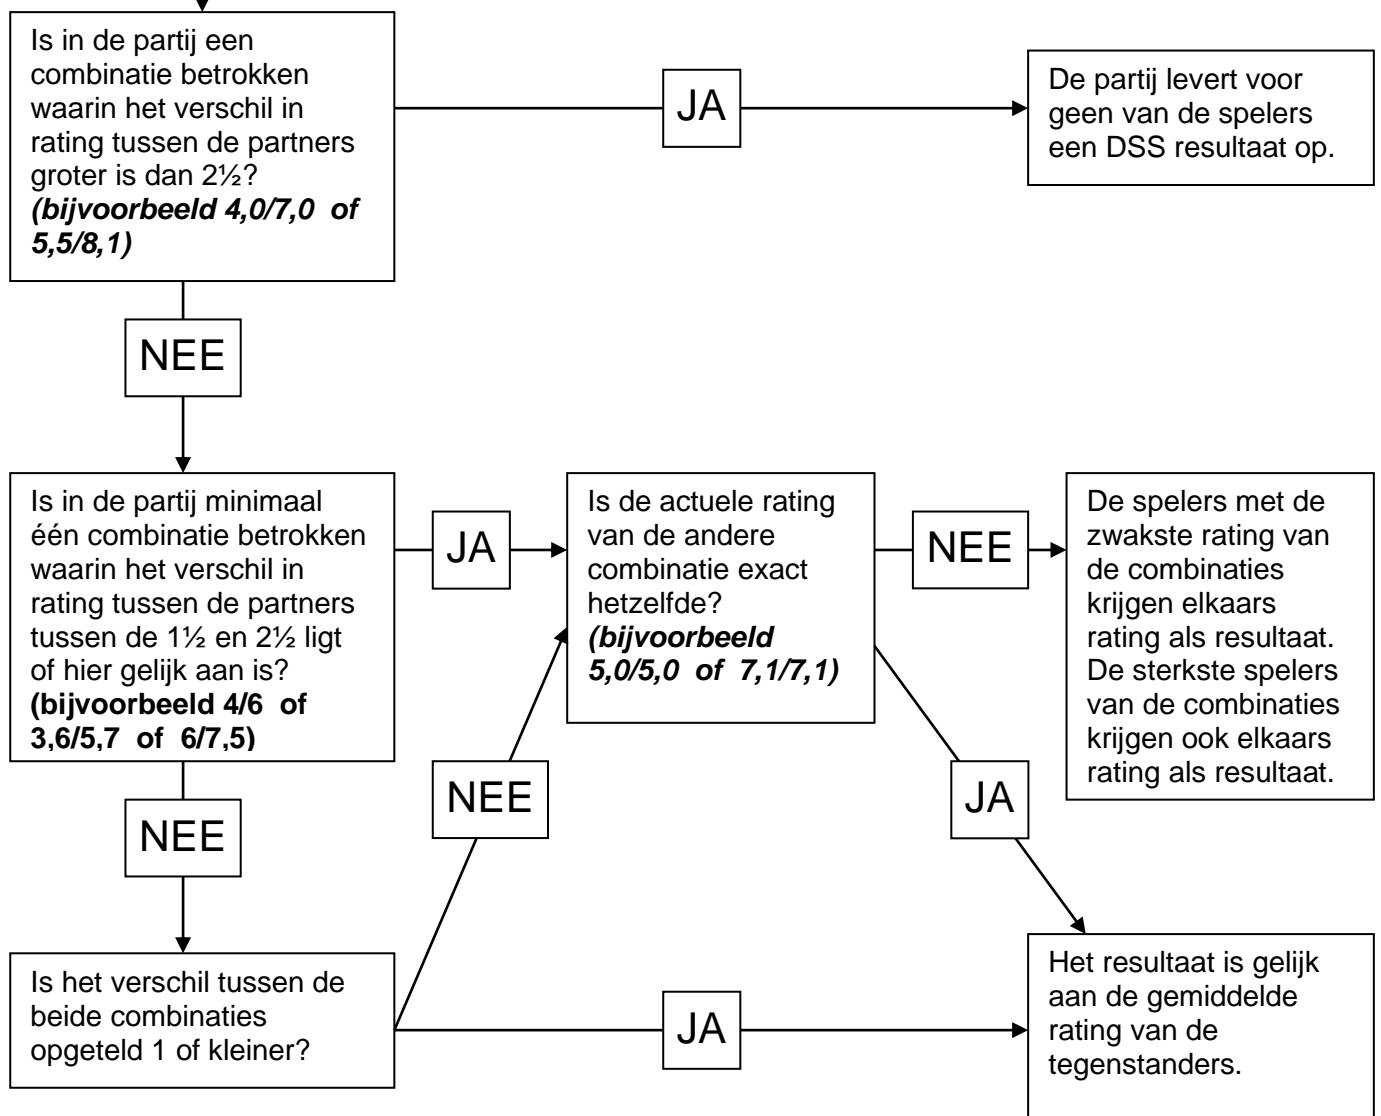 Is in de partij een
combinatie betrokken
waarin het verschil in
rating tussen de partners
groter is dan 2½?
(bijvoorbeeld 4,0/7,0 of
5,5/8,1)
JA
De partij levert voor
geen van de spelers
een DSS resultaat op.
NEE
Is in de partij minimaal
één combinatie betrokken
waarin het verschil in
rating tussen de partners
tussen de 1½ en 2½ ligt
of hier gelijk aan is?
(bijvoorbeeld 4/6 of
3,6/5,7 of 6/7,5)
JA
Is de actuele rating
van de andere
combinatie exact
hetzelfde?
(bijvoorbeeld
5,0/5,0 of 7,1/7,1)
NEE
De spelers met de
zwakste rating van
de combinaties
krijgen elkaars
rating als resultaat.
De sterkste spelers
van de combinaties
krijgen ook elkaars
rating als resultaat.
NEE
NEE
JA
Is het verschil tussen de
beide combinaties
opgeteld 1 of kleiner?
JA
Het resultaat is gelijk
aan de gemiddelde
rating van de
tegenstanders.